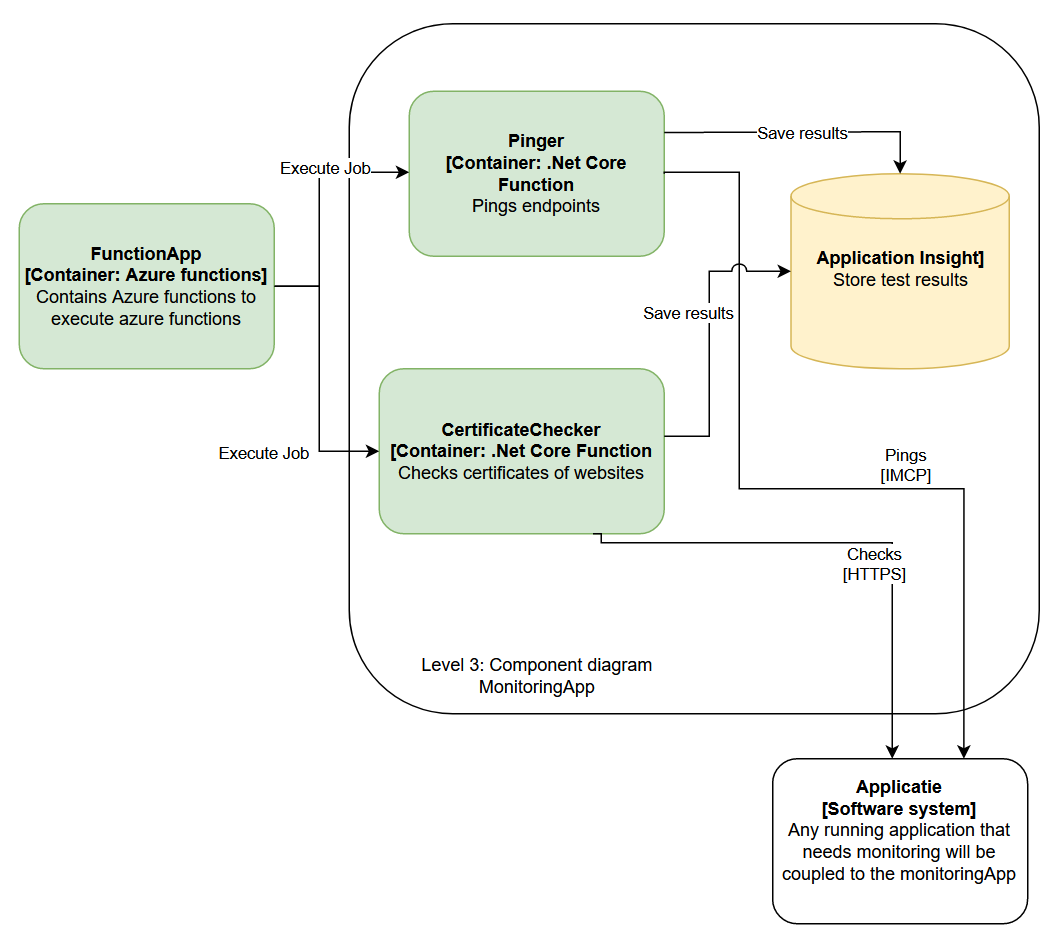 Pinger
[Container: .Net Core
Function
Pings endpoints
Save results
Execute Job
FunctionApp
[Container: Azure functions]
Contains Azure functions to
execute azure functions
Application Insight]
Store test results
Save results
CertificateChecker
[Container: .Net Core Function
Checks certificates of websites
Execute Job
Pings
[IMCP]
Checks
[HTTPS]
Level 3: Component diagram
MonitoringApp
Applicatie
[Software system]
Any running application that
needs monitoring will be
coupled to the monitoringApp